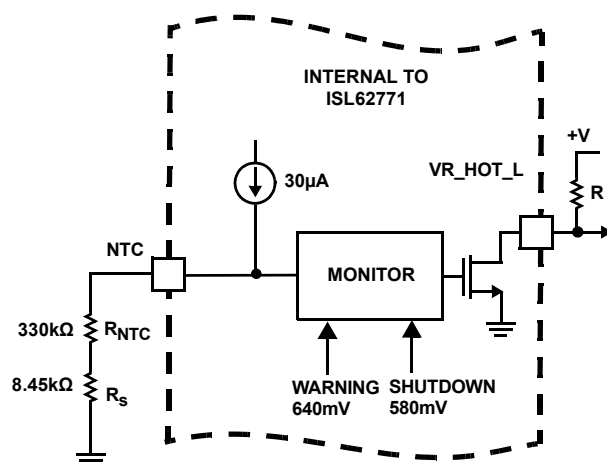 INTERNAL TO
ISL62771
+V
VR_HOT_L
30µA
R
NTC
MONITOR
330kΩ
RNTC
8.45kΩ
Rs
WARNING
640mV
SHUTDOWN
580mV